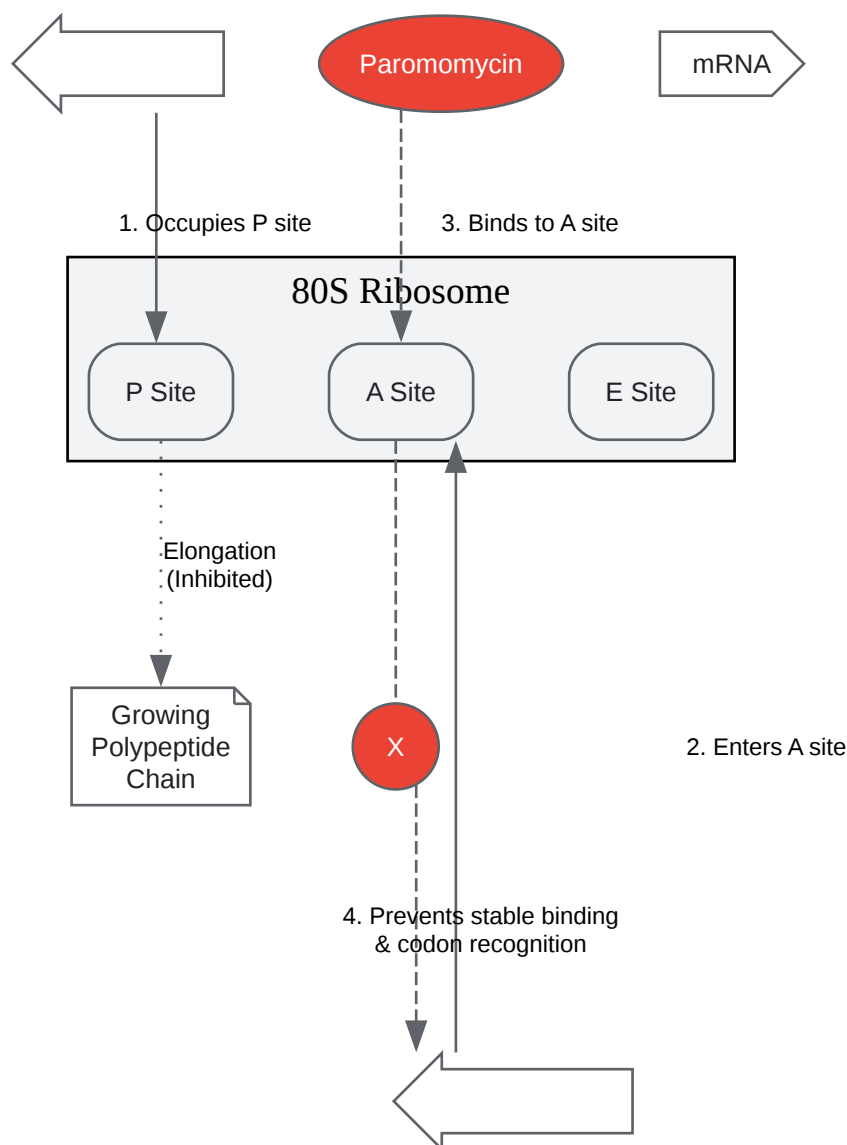 Paromomycin
mRNA
1. Occupies P site
3. Binds to A site
80S Ribosome
P Site
A Site
E Site
Elongation
(Inhibited)
Growing
Polypeptide
Chain
X
2. Enters A site
4. Prevents stable binding
& codon recognition